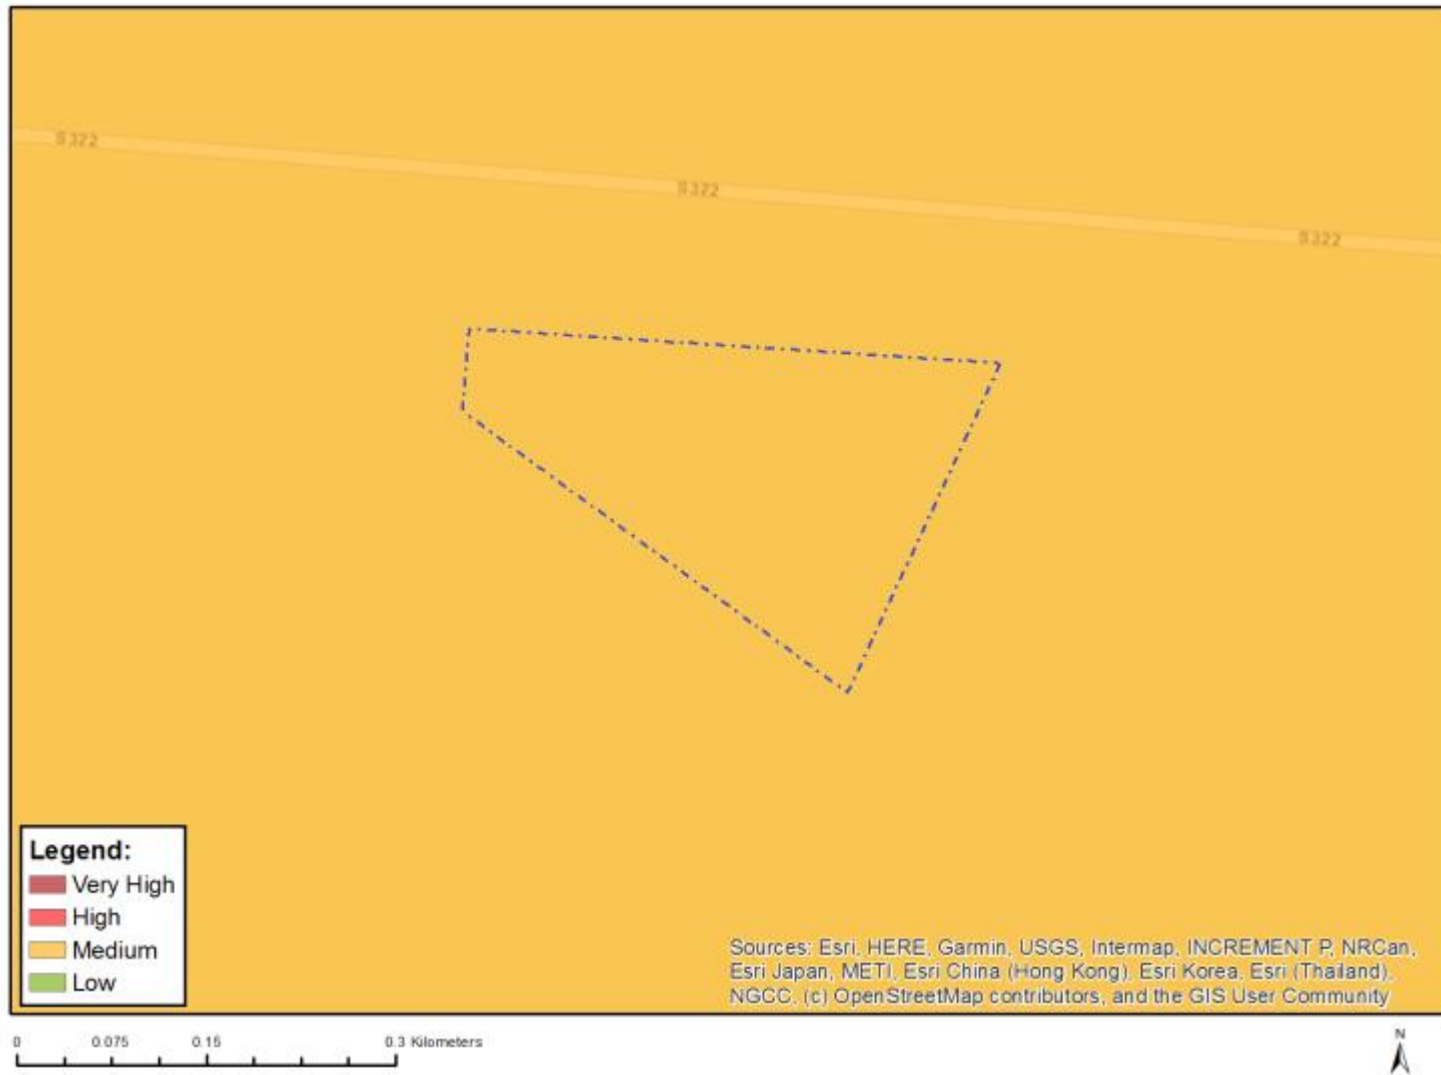 S322
S322
S322
Legend:
Very High
High
Medium
Low
Sources: Esri, HERE, Garmin, USGS, Intermap, INCREMENT P, NRCan,
Esri Japan, METI, Esri China (Hong Kong), Esri Korea, Esri (Thailand),
NGCC, (c) OpenStreetMap contributors, and the GIS User Community
0 0.075 0.15 0.3 Kilometers
N